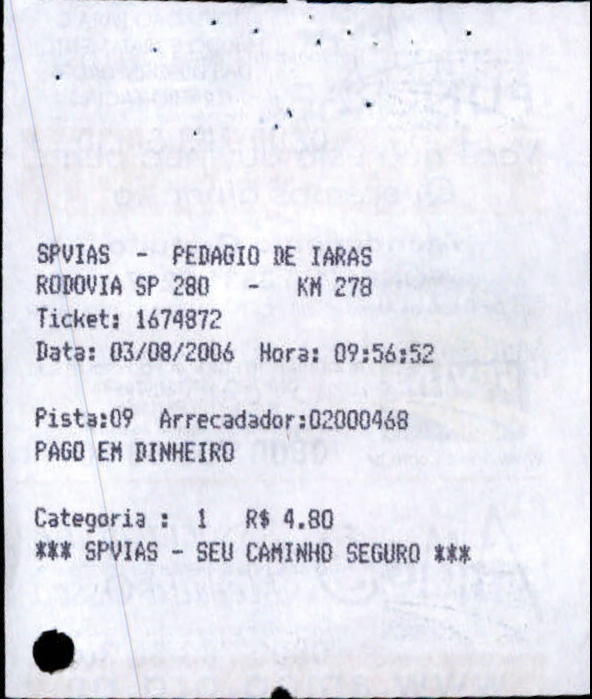 SPVIAS - PEDAGIO DE IARAS
RODOVIA SP 280 - KM 278
Ticket: 1674872
Data: 03/08/2006 Hora: 09:56:52
Pista:09 Arrecadador:02000468
PAGO EM DINHEIRO
Categoria : 1 R$ 4.80
*** SPVIAS - SEU CAMINHO SEGURO ***